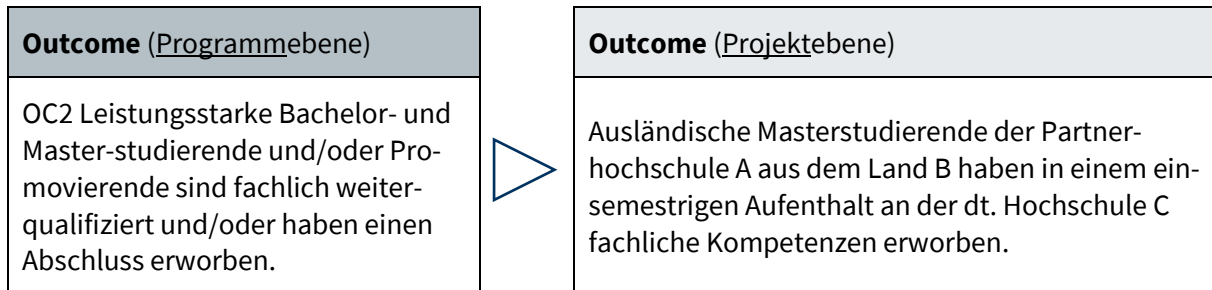 Outcome (Programmebene)
OC2 Leistungsstarke Bachelor- und
Master-studierende und/oder Pro-
movierende sind fachlich weiter-
qualifiziert und/oder haben einen
Abschluss erworben.
Outcome (Projektebene)
Ausländische Masterstudierende der Partner-
hochschule A aus dem Land B haben in einem ein-
semestrigen Aufenthalt an der dt. Hochschule C
fachliche Kompetenzen erworben.